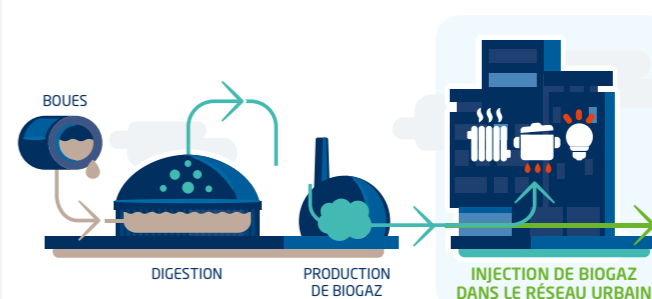 BOUES
DIGESTION
PRODUCTION
DE BIOGAZ
INJECTION DE BIOGAZ
DANS LE RÉSEAU URBAIN